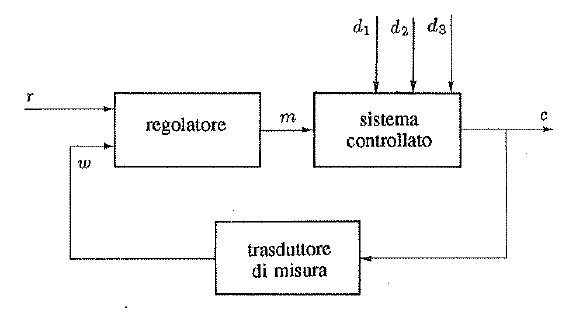 d1 d2 d3
r
regolatore
m
sistema
controllato
c
w
trasduttore
di misura